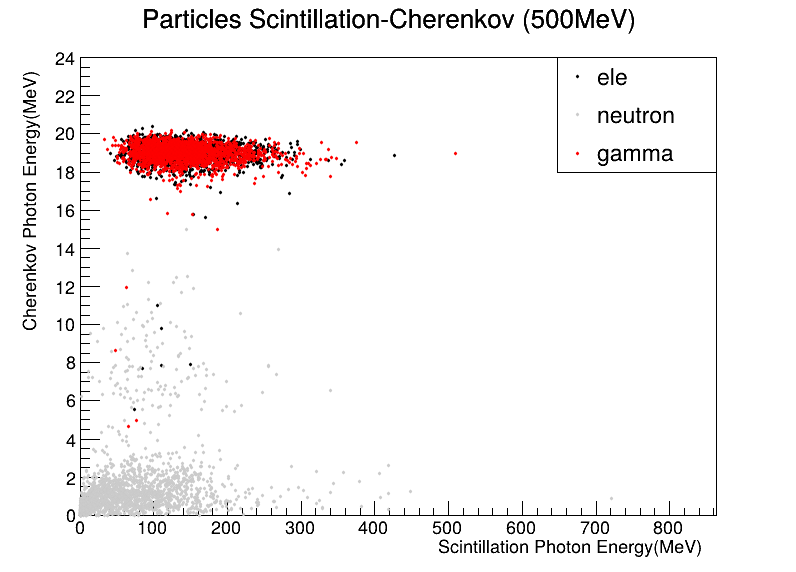 Particles Scintillation-Cherenkov (500MeV)
ele
neutron
gamma
Cherenkov Photon Energy(MeV)
24
22
20
18
16
14
12
10
8
6
4
2
0
0 100 200 300 400 500 600 700 800
Scintillation Photon Energy(MeV)